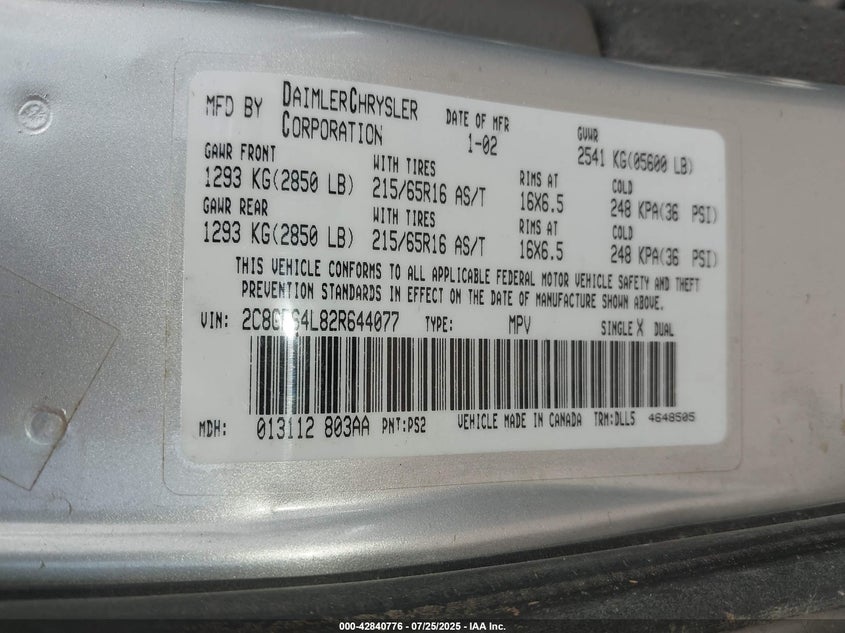 MFD BY DAIMLERCHRYSLER CORPORATION DATE OF MFR 1-02 GVWR 2541 KG(05600 LB)
GAWR FRONT WITH TIRES RIMS AT COLD
1293 KG(2850 LB) 215/65R16 AS/T 16X6.5 248 KPA(36 PSI)
GAWR REAR WITH TIRES RIMS AT COLD
1293 KG(2850 LB) 215/65R16 AS/T 16X6.5 248 KPA(36 PSI)
THIS VEHICLE CONFORMS TO ALL APPLICABLE FEDERAL MOTOR VEHICLE SAFETY AND THEFT
PREVENTION STANDARDS IN EFFECT ON THE DATE OF MANUFACTURE SHOWN ABOVE.
VIN: TYPE: MPV SINGLE X DUAL
MDH: 013112 803AA PNT:PS2 VEHICLE MADE IN CANADA TRM:DLL5 4648505
000-42840776 - 07/25/2025 - IAA Inc.